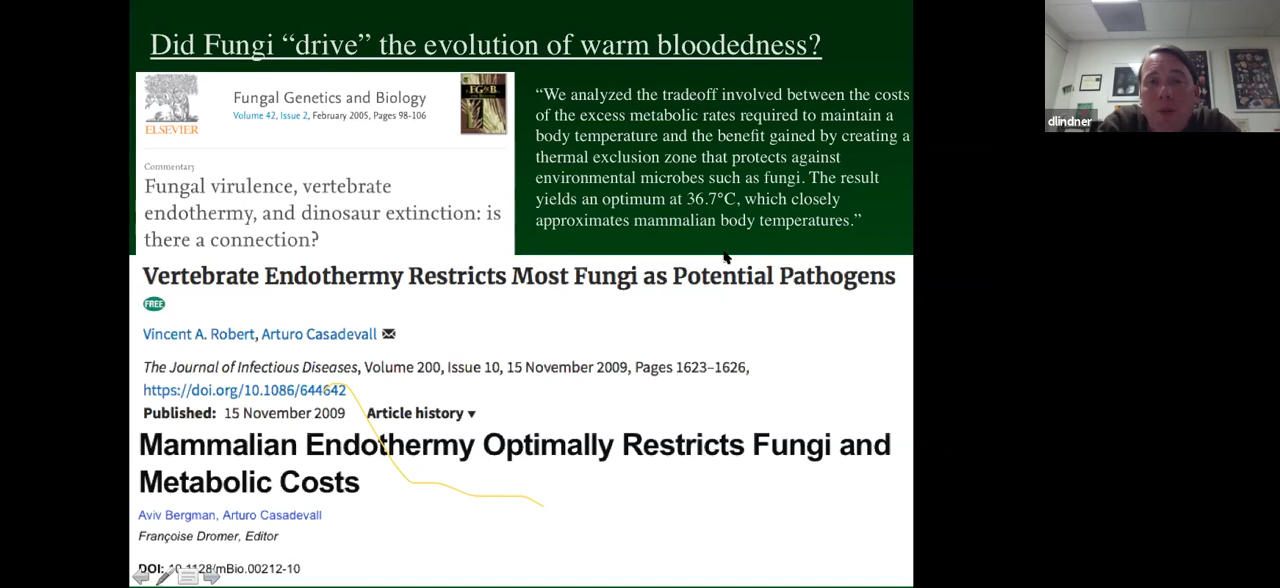 Did Fungi “drive” the evolution of warm bloodedness?
ELSEVIER
Fungal Genetics and Biology
Volume 42, Issue 2, February 2005, Pages 98-106
FG&B
Commentary
Fungal virulence, vertebrate
endothermy, and dinosaur extinction: is
there a connection?
“We analyzed the tradeoff involved between the costs
of the excess metabolic rates required to maintain a
body temperature and the benefit gained by creating a
thermal exclusion zone that protects against
environmental microbes such as fungi. The result
yields an optimum at 36.7°C, which closely
approximates mammalian body temperatures.”
dlindner
Vertebrate Endothermy Restricts Most Fungi as Potential Pathogens
FREE
Vincent A. Robert, Arturo Casadevall
The Journal of Infectious Diseases, Volume 200, Issue 10, 15 November 2009, Pages 1623–1626,
https://doi.org/10.1086/644642
Published: 15 November 2009 Article history
Mammalian Endothermy Optimally Restricts Fungi and
Metabolic Costs
Aviv Bergman, Arturo Casadevall
Françoise Dromer, Editor
DOI: 10.1128/mBio.00212-10